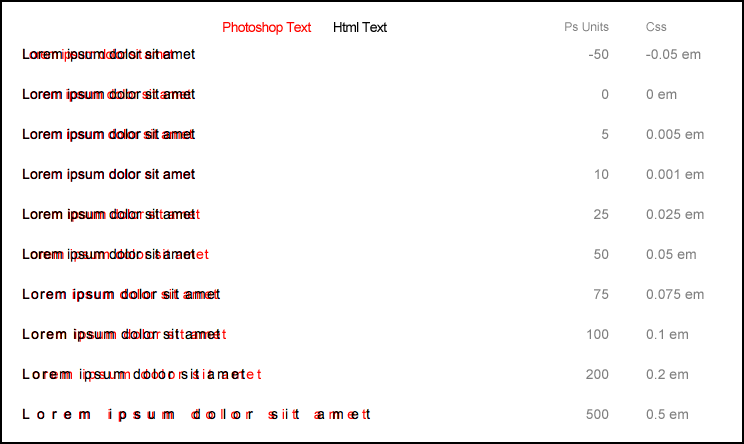 Photoshop Text Html Text Ps Units Css
Lorem ipsum dolor sit amet -50 -0.05 em
Lorem ipsum dolor sit amet 0 0 em
Lorem ipsum dolor sit amet 5 0.005 em
Lorem ipsum dolor sit amet 10 0.001 em
Lorem ipsum dolor sit amet 25 0.025 em
Lorem ipsum dolor sit amet 50 0.05 em
Lorem ipsum dolor sit amet 75 0.075 em
Lorem ipsum dolor sit amet 100 0.1 em
Lorem ipsum dolor sit amet 200 0.2 em
Lorem ipsum dolor sit amet 500 0.5 em